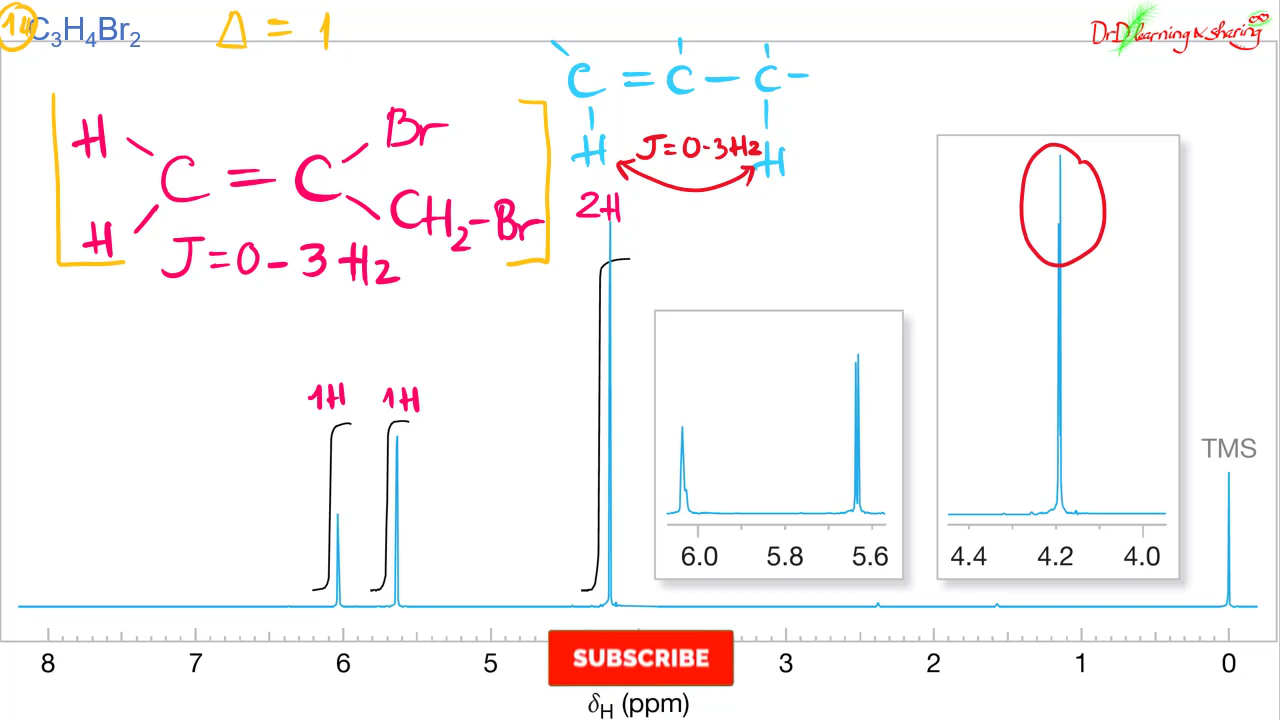 14 C₃H₄Br₂
Δ = 1
DrD learning & sharing
C = C - C -
H H
J=0-3Hz
H
H
C = C
Br
CH₂-Br
J=0-3Hz
2H
1H 1H
6.0 5.8 5.6
4.4 4.2 4.0
TMS
8 7 6 5 3 2 1 0
SUBSCRIBE
δH (ppm)